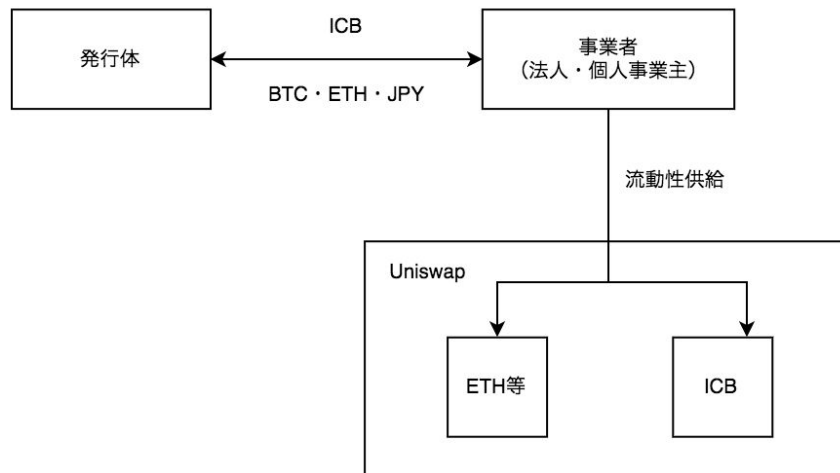 ICB
発行体
事業者
（法人・個人事業主）
BTC・ETH・JPY
流動性供給
Uniswap
ETH等
ICB